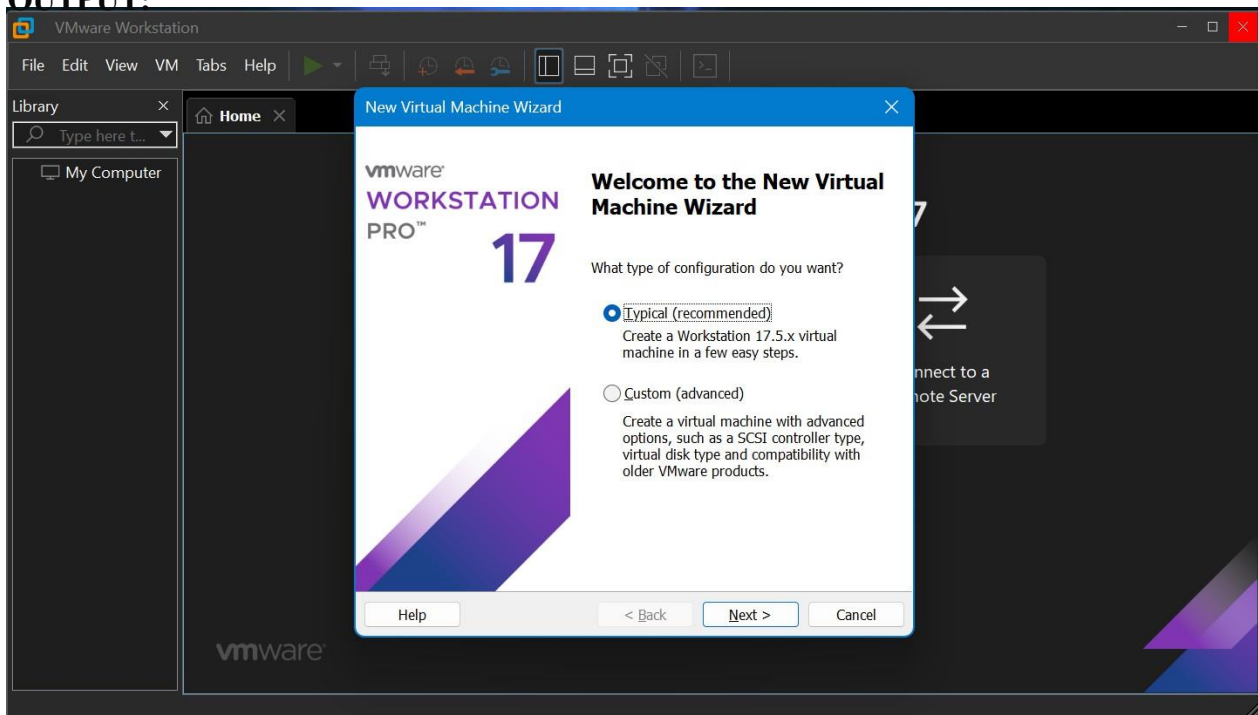 OUTPUT:
VMware Workstation
File Edit View VM Tabs Help
Library
Type here t...
My Computer
Home
New Virtual Machine Wizard
vmware
WORKSTATION
PRO™
17
Welcome to the New Virtual
Machine Wizard
What type of configuration do you want?
Typical (recommended)
Create a Workstation 17.5.x virtual
machine in a few easy steps.
Custom (advanced)
Create a virtual machine with advanced
options, such as a SCSI controller type,
virtual disk type and compatibility with
older VMware products.
Help
< Back
Next >
Cancel
7
nnect to a
ote Server
vmware